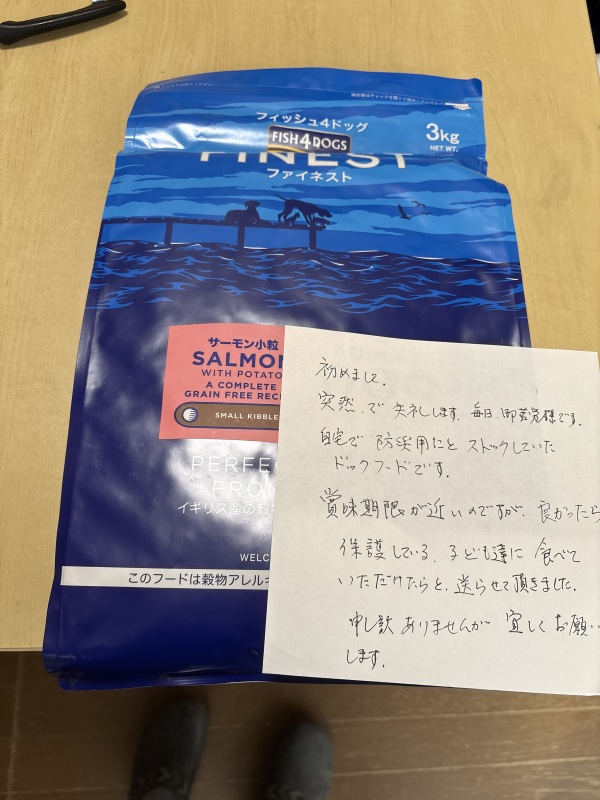 フィッシュ4ドッグ
FISH4DOGS
3kg
NET WT.
FINEST
ファイネスト
サーモン小粒
SALMON
WITH POTATO
A COMPLETE
GRAIN FREE RECI
SMALL KIBBLE
PERFE
FRO
イギリス産の穀
WELC
このフードは穀物アレルギ
初めまして。
突然で失礼します。毎日、御苦労様です。
自宅で防災用にとストックしていた
ドックフードです。
賞味期限が近いのですが、良かったら
保護している、子ども達に食べて
いただけたらと、送らせて頂きました。
申し訳ありませんが宜しくお願い
します。